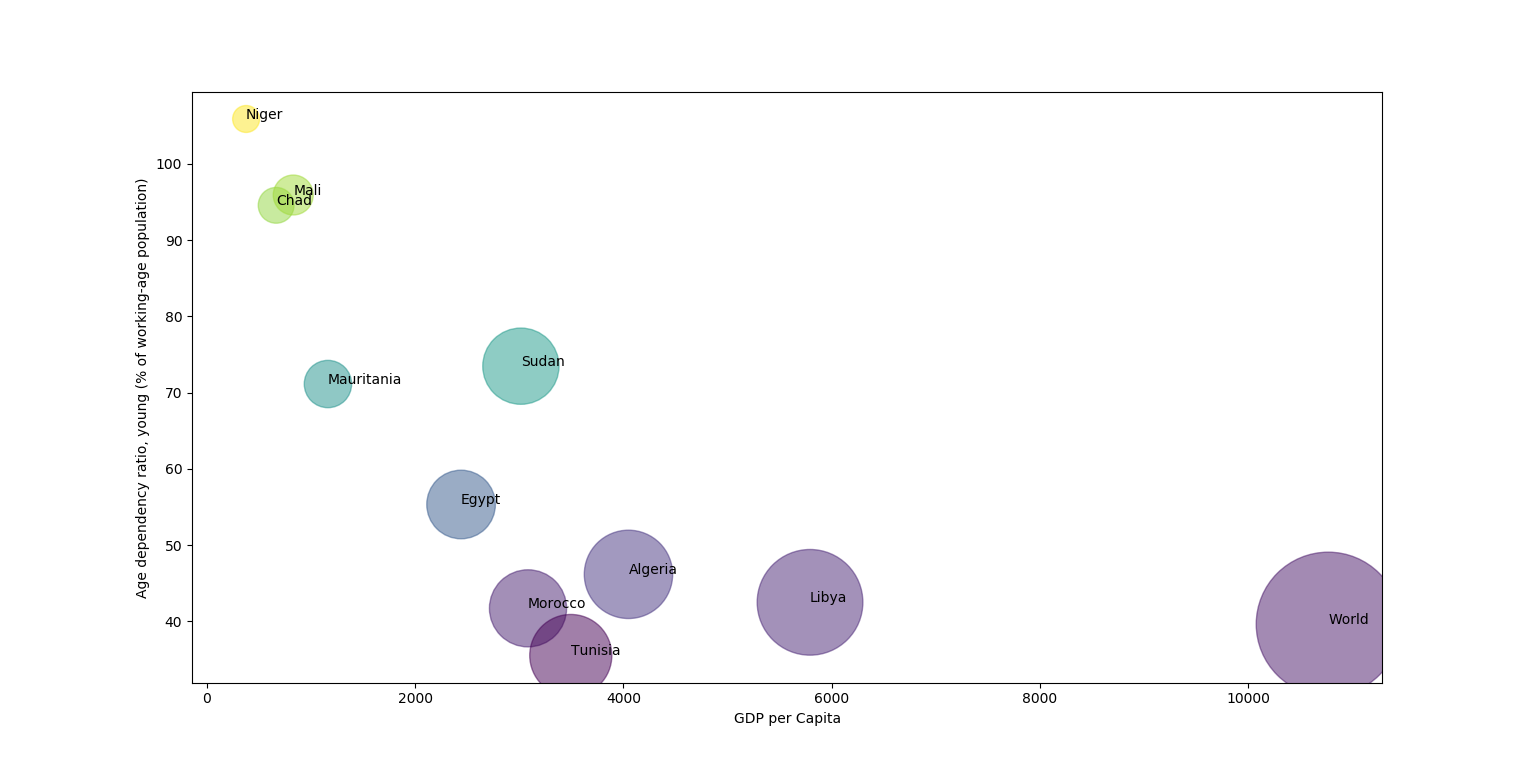 Niger
100
Mali
Chad
90
80
Sudan
Mauritania
70
60
Egypt
50
Algeria
Libya
Morocco
World
40
Tunisia
0 2000 4000 6000 8000 10000
GDP per Capita
Age dependency ratio, young (% of working-age population)